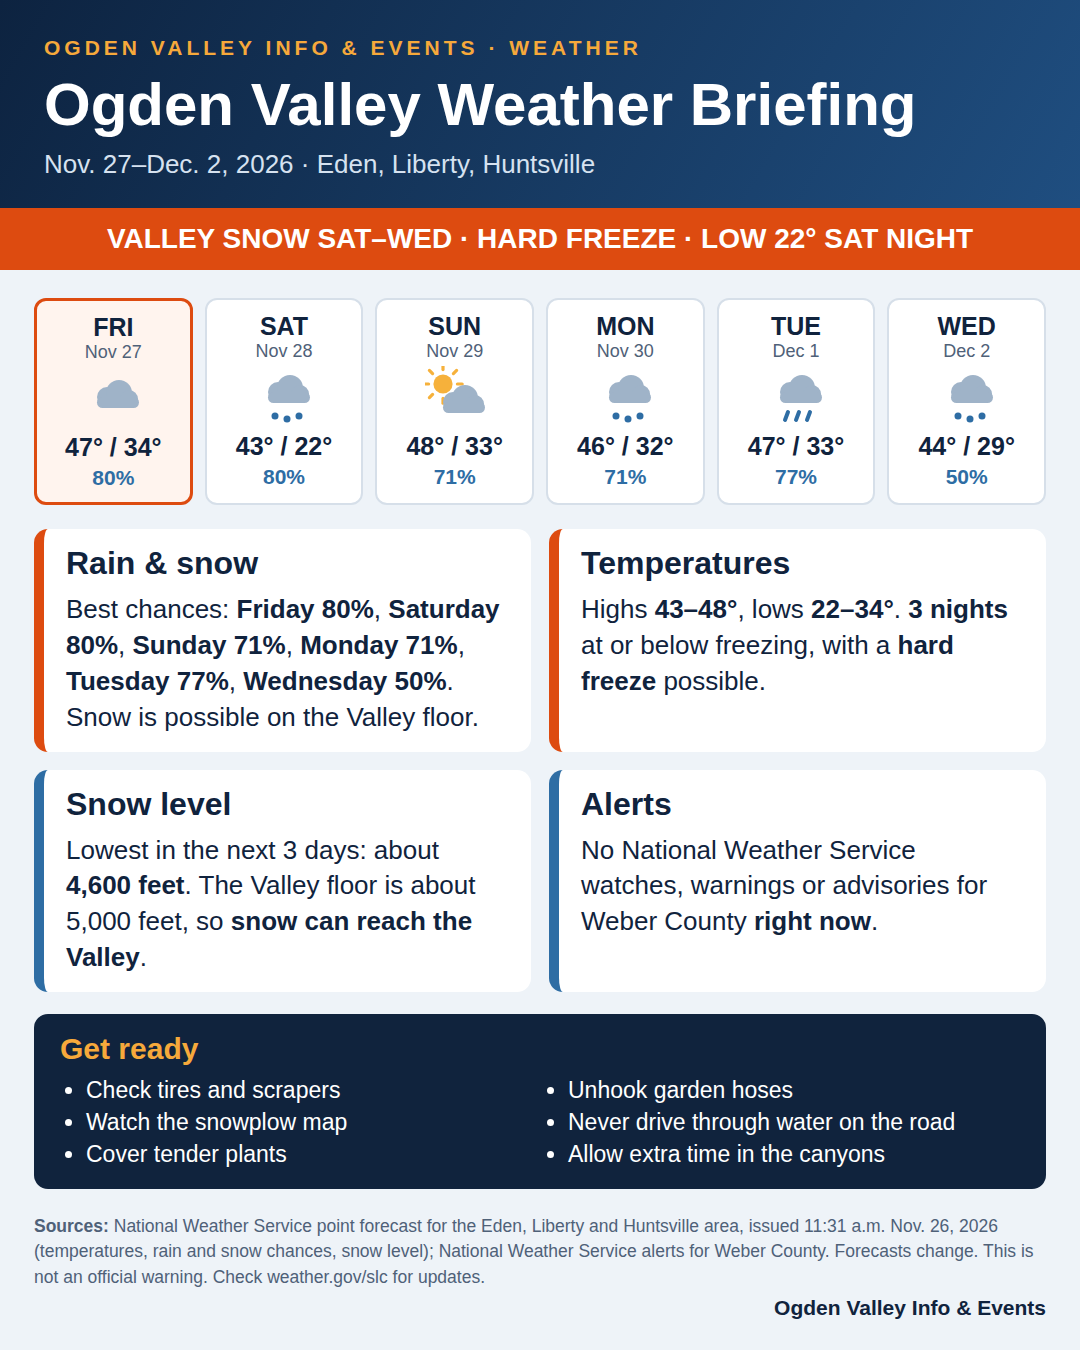 OGDEN VALLEY INFO & EVENTS · WEATHER
Ogden Valley Weather Briefing
Nov. 27–Dec. 2, 2026 · Eden, Liberty, Huntsville
VALLEY SNOW SAT–WED · HARD FREEZE · LOW 22° SAT NIGHT
FRI
Nov 27
47° / 34°
80%
SAT
Nov 28
43° / 22°
80%
SUN
Nov 29
48° / 33°
71%
MON
Nov 30
46° / 32°
71%
TUE
Dec 1
47° / 33°
77%
WED
Dec 2
44° / 29°
50%
Rain & snow
Best chances: Friday 80%, Saturday
80%, Sunday 71%, Monday 71%,
Tuesday 77%, Wednesday 50%.
Snow is possible on the Valley floor.
Temperatures
Highs 43–48°, lows 22–34°. 3 nights
at or below freezing, with a hard
freeze possible.
Snow level
Lowest in the next 3 days: about
4,600 feet. The Valley floor is about
5,000 feet, so snow can reach the
Valley.
Alerts
No National Weather Service
watches, warnings or advisories for
Weber County right now.
Get ready
• Check tires and scrapers
• Watch the snowplow map
• Cover tender plants
• Unhook garden hoses
• Never drive through water on the road
• Allow extra time in the canyons
Sources: National Weather Service point forecast for the Eden, Liberty and Huntsville area, issued 11:31 a.m. Nov. 26, 2026
(temperatures, rain and snow chances, snow level); National Weather Service alerts for Weber County. Forecasts change. This is
not an official warning. Check weather.gov/slc for updates.
Ogden Valley Info & Events